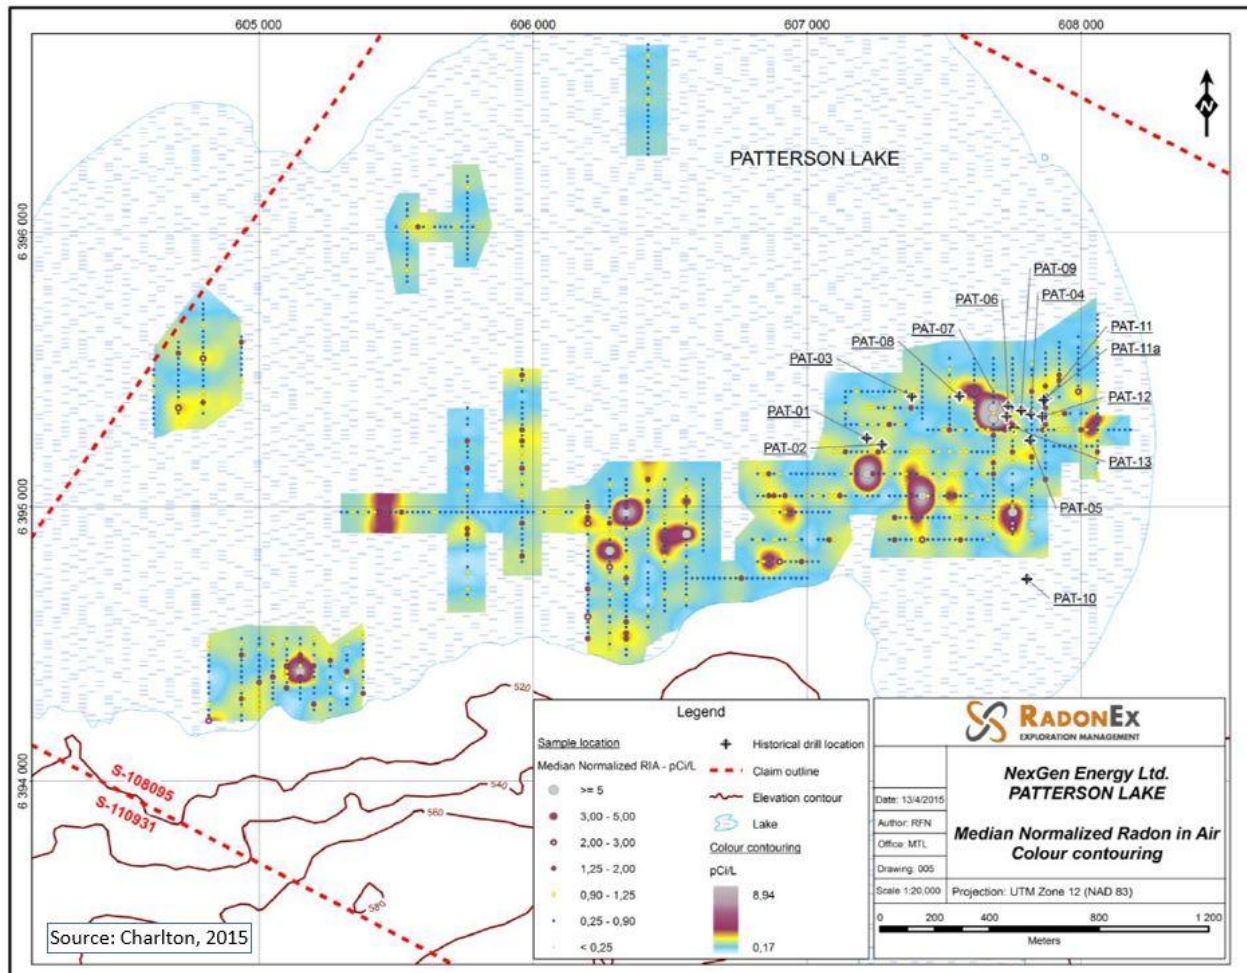 605 000
606 000
607 000
608 000
6 396 000
6 395 000
6 394 000
N
PATTERSON LAKE
PAT-09
PAT-06
PAT-04
PAT-07
PAT-11
PAT-08
PAT-11a
PAT-03
PAT-12
PAT-01
PAT-02
PAT-13
PAT-05
PAT-10
520
540
560
580
S-108095
S-110931
Legend
Sample location
Median Normalized RIA - pCi/L
>= 5
3,00 - 5,00
2,00 - 3,00
1,25 - 2,00
0,90 - 1,25
0,25 - 0,90
< 0,25
Historical drill location
Claim outline
Elevation contour
Lake
Colour contouring
pCi/L
8,94
0,17
RADONEX
EXPLORATION MANAGEMENT
NexGen Energy Ltd.
PATTERSON LAKE
Date: 13/4/2015
Author: RFN
Office: MTL
Drawing: 005
Median Normalized Radon in Air
Colour contouring
Scale 1:20.000
Projection: UTM Zone 12 (NAD 83)
0 200 400 800 1 200
Meters
Source: Charlton, 2015